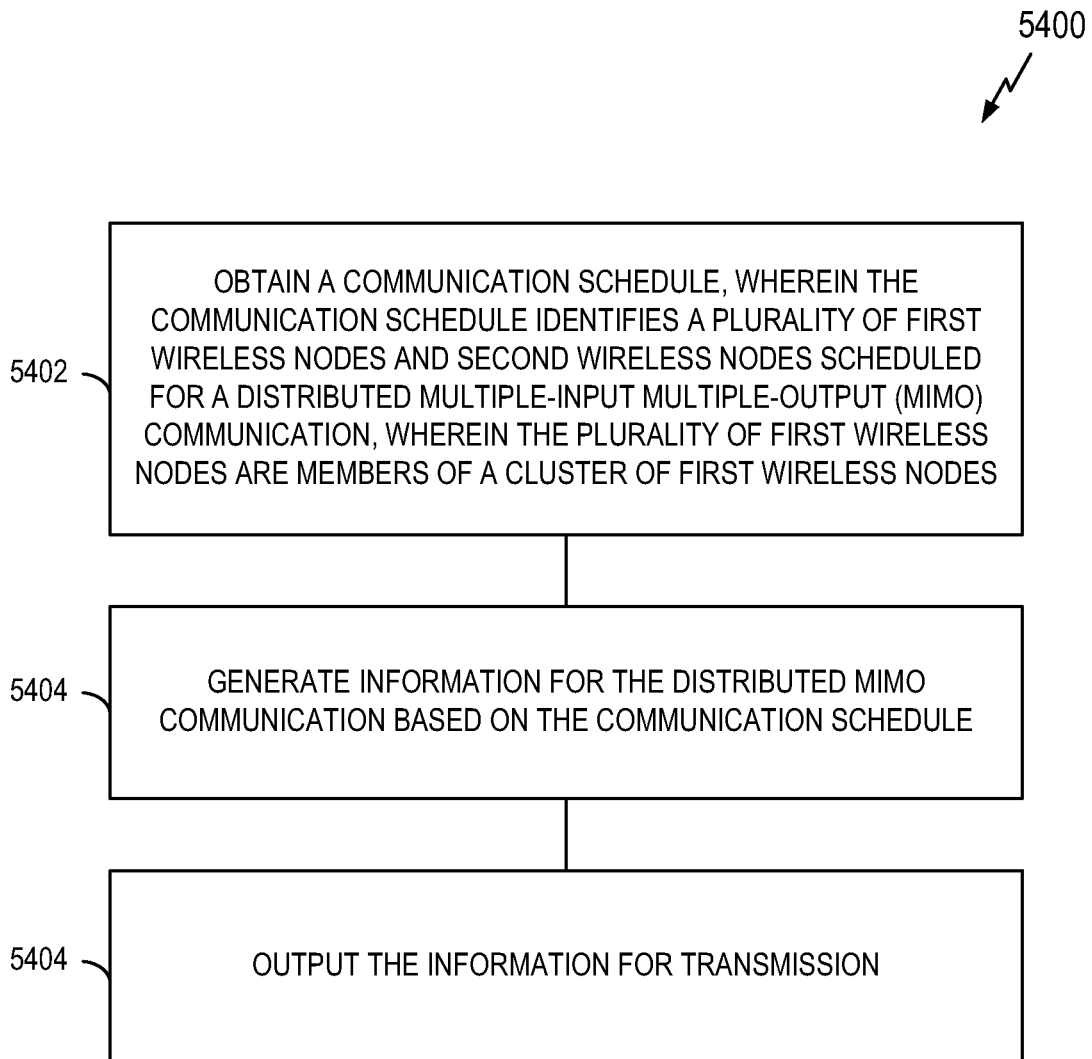 5400
5402
OBTAIN A COMMUNICATION SCHEDULE, WHEREIN THE
COMMUNICATION SCHEDULE IDENTIFIES A PLURALITY OF FIRST
WIRELESS NODES AND SECOND WIRELESS NODES SCHEDULED
FOR A DISTRIBUTED MULTIPLE-INPUT MULTIPLE-OUTPUT (MIMO)
COMMUNICATION, WHEREIN THE PLURALITY OF FIRST WIRELESS
NODES ARE MEMBERS OF A CLUSTER OF FIRST WIRELESS NODES
5404
GENERATE INFORMATION FOR THE DISTRIBUTED MIMO
COMMUNICATION BASED ON THE COMMUNICATION SCHEDULE
5404
OUTPUT THE INFORMATION FOR TRANSMISSION